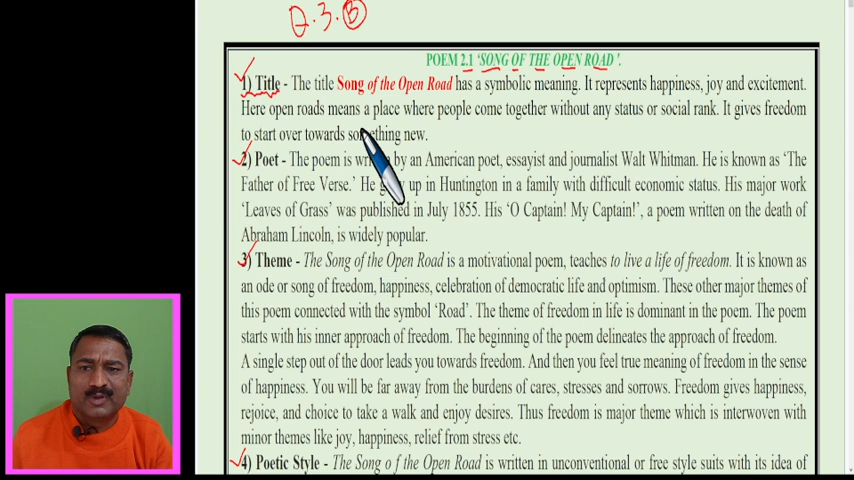 Q.3.B
POEM 2.1 'SONG OF THE OPEN ROAD'.
1) Title - The title Song of the Open Road has a symbolic meaning. It represents happiness, joy and excitement.
Here open roads means a place where people come together without any status or social rank. It gives freedom
to start over towards something new.
2) Poet - The poem is written by an American poet, essayist and journalist Walt Whitman. He is known as 'The
Father of Free Verse.' He grew up in Huntington in a family with difficult economic status. His major work
'Leaves of Grass' was published in July 1855. His 'O Captain! My Captain!', a poem written on the death of
Abraham Lincoln, is widely popular.
3) Theme - The Song of the Open Road is a motivational poem, teaches to live a life of freedom. It is known as
an ode or song of freedom, happiness, celebration of democratic life and optimism. These other major themes of
this poem connected with the symbol 'Road'. The theme of freedom in life is dominant in the poem. The poem
starts with his inner approach of freedom. The beginning of the poem delineates the approach of freedom.
A single step out of the door leads you towards freedom. And then you feel true meaning of freedom in the sense
of happiness. You will be far away from the burdens of cares, stresses and sorrows. Freedom gives happiness,
rejoice, and choice to take a walk and enjoy desires. Thus freedom is major theme which is interwoven with
minor themes like joy, happiness, relief from stress etc.
4) Poetic Style - The Song o f the Open Road is written in unconventional or free style suits with its idea of